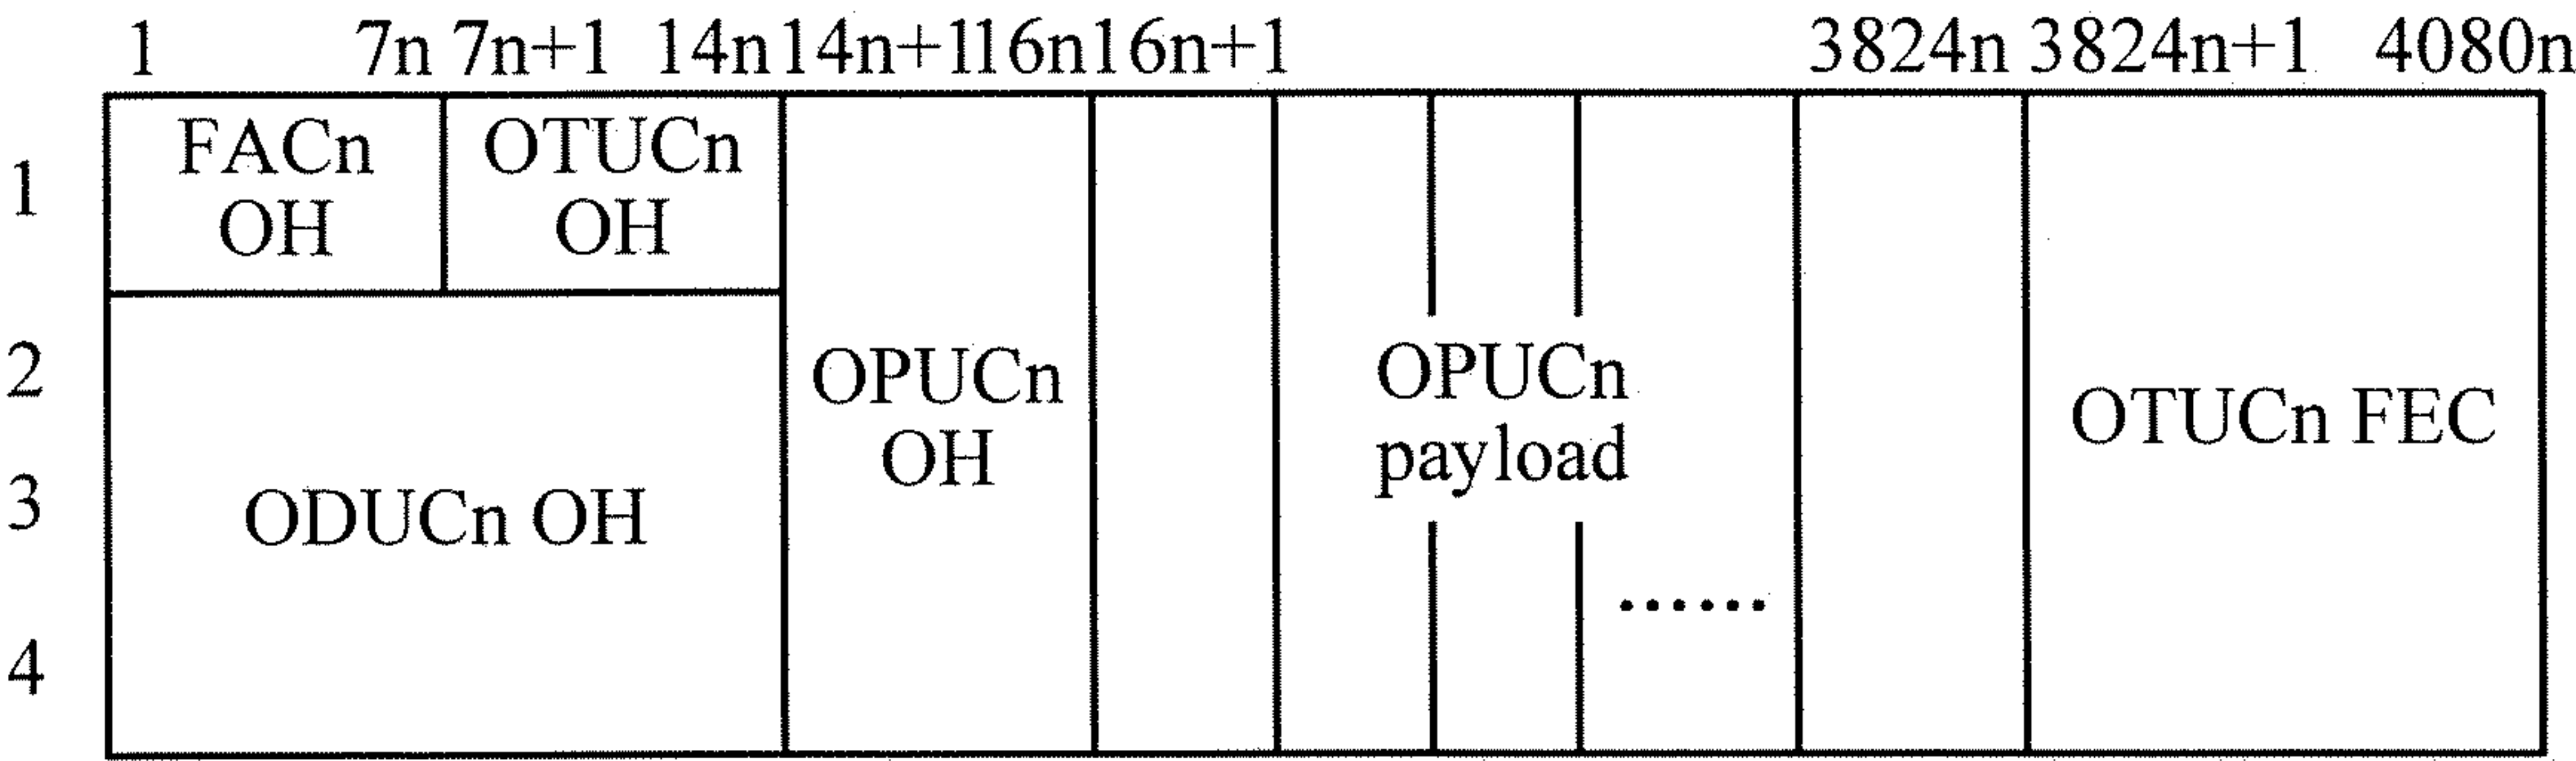 1 7n 7n+1 14n 14n+1 16n 16n+1 3824n 3824n+1 4080n
1
FACn
OH
OTUCn
OH
2
3
4
ODUCn OH
OPUCn
OH
OPUCn
payload
......
OTUCn FEC